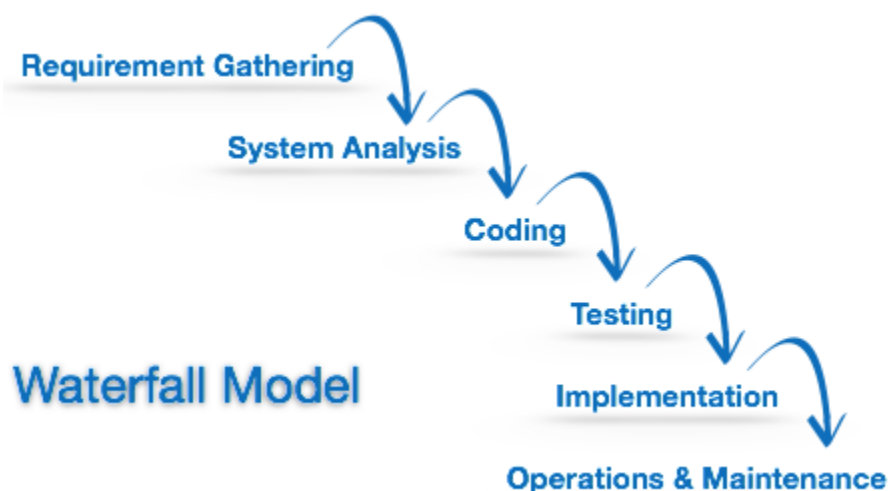 Requirement Gathering
System Analysis
Coding
Testing
Waterfall Model
Implementation
Operations & Maintenance